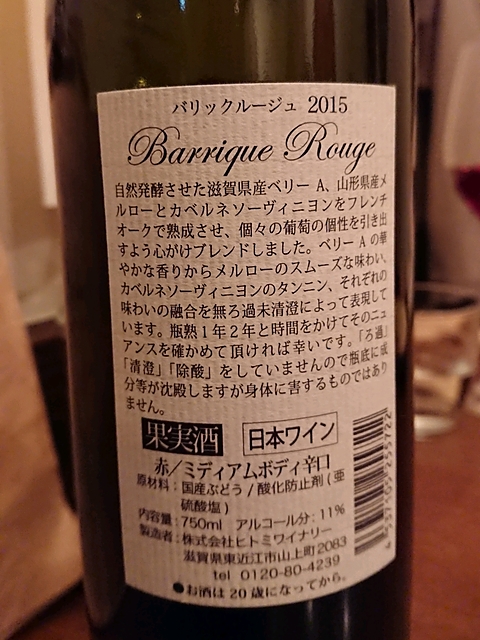 バリックルージュ 2015
Barrique Rouge
自然発酵させた滋賀県産ベリー A、山形県産メ
ルローとカベルネソーヴィニヨンをフレンチ
オークで熟成させ、個々の葡萄の個性を引き出
すよう心がけブレンドしました。ベリー A の華
やかな香りからメルローのスムーズな味わい、
カベルネソーヴィニヨンのタンニン、それぞれの
味わいの融合を無ろ過未清澄によって表現して
います。瓶熟1年2年と時間をかけてそのニュ
アンスを確かめて頂ければ幸いです。「ろ過」
「清澄」「除酸」をしていませんので瓶底に成
分等が沈殿しますが身体に害するものではあり
ません。
果実酒 日本ワイン
赤／ミディアムボディ辛口
原材料：国産ぶどう / 酸化防止剤 ( 亜
硫酸塩 )
内容量：750ml アルコール分：11%
製造者：株式会社ヒトミワイナリー
滋賀県東近江市山上町2083
tel 0120-80-4239
●お酒は 20 歳になってから。